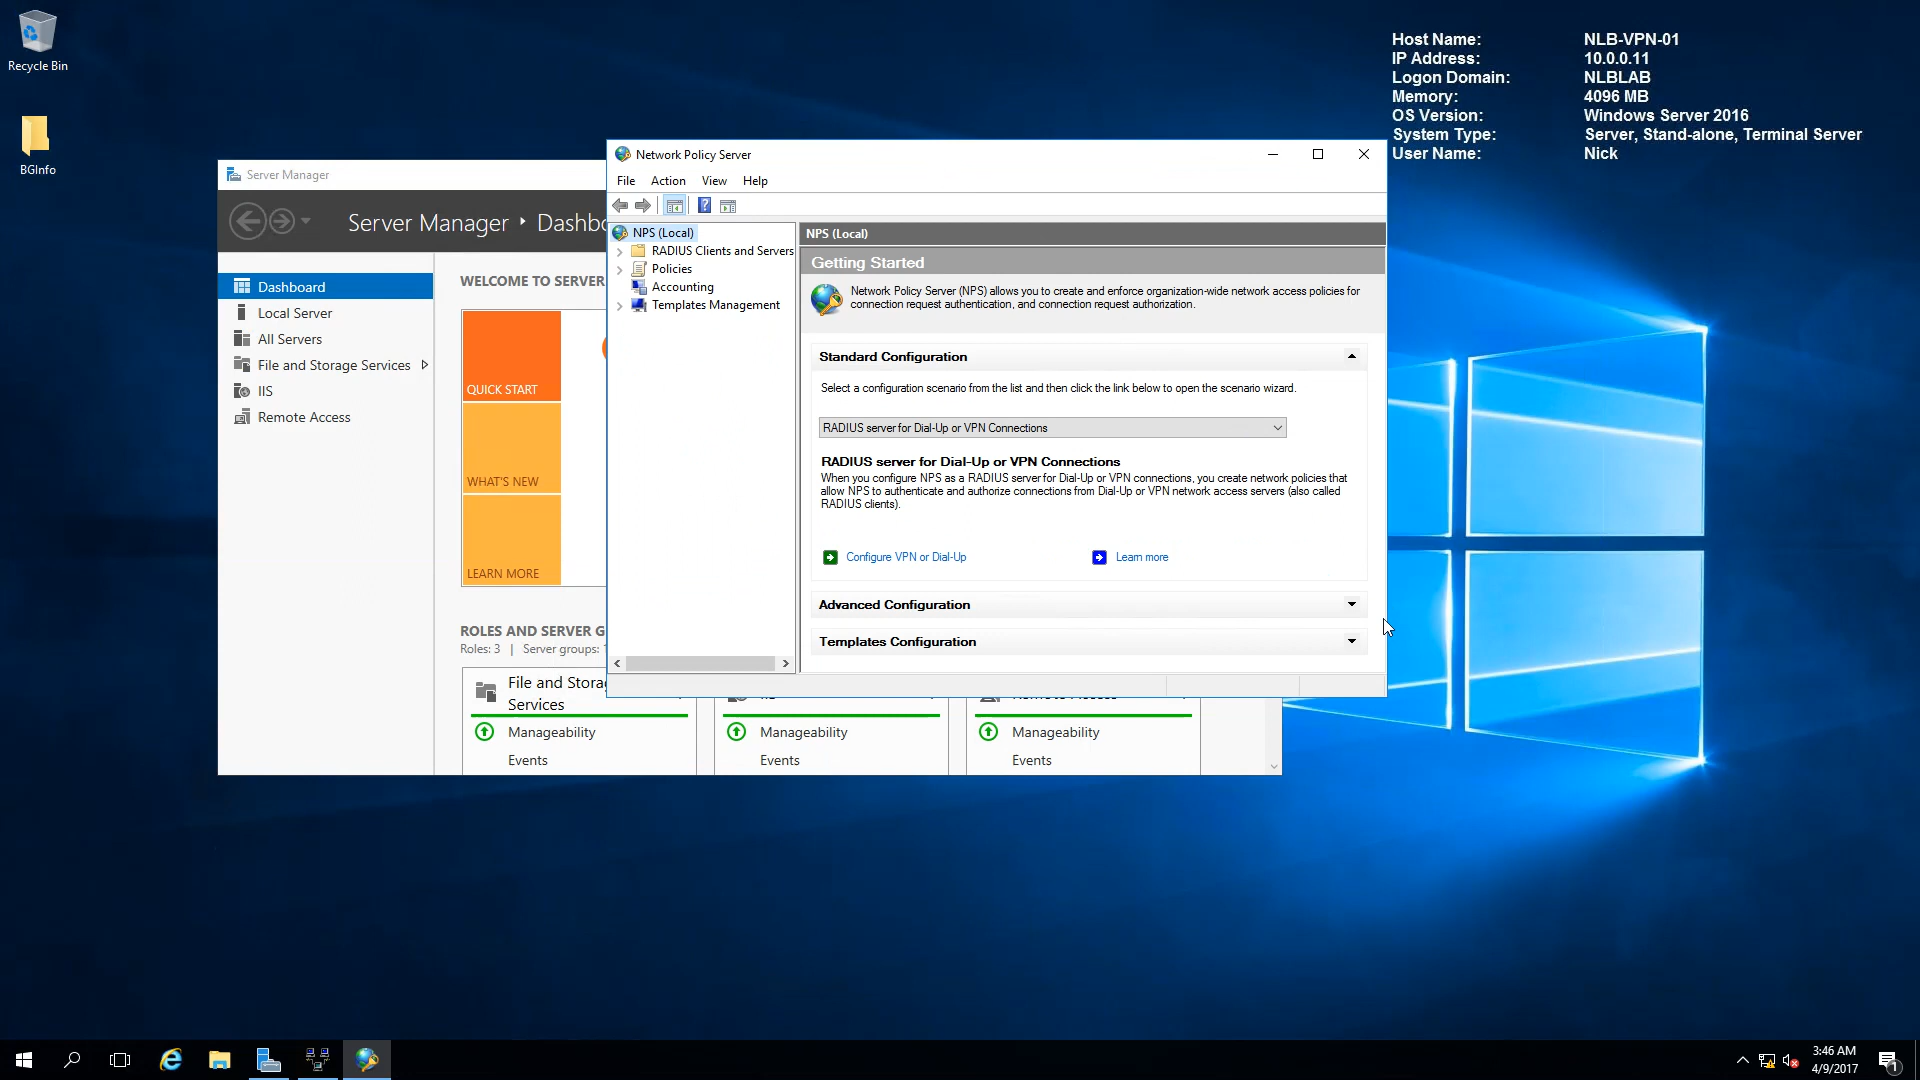 Recycle Bin
BGInfo
Host Name: NLB-VPN-01
IP Address: 10.0.0.11
Logon Domain: NLBLAB
Memory: 4096 MB
OS Version: Windows Server 2016
System Type: Server, Stand-alone, Terminal Server
User Name: Nick
Server Manager
Server Manager ‣ Dashbo
Dashboard
Local Server
All Servers
File and Storage Services
IIS
Remote Access
WELCOME TO SERVER
QUICK START
WHAT'S NEW
LEARN MORE
ROLES AND SERVER G
Roles: 3 | Server groups: 1
File and Storag
Services
Manageability
Events
Manageability
Events
Manageability
Events
Network Policy Server
File Action View Help
NPS (Local)
RADIUS Clients and Servers
Policies
Accounting
Templates Management
NPS (Local)
Getting Started
Network Policy Server (NPS) allows you to create and enforce organization-wide network access policies for
connection request authentication, and connection request authorization.
Standard Configuration
Select a configuration scenario from the list and then click the link below to open the scenario wizard.
RADIUS server for Dial-Up or VPN Connections
RADIUS server for Dial-Up or VPN Connections
When you configure NPS as a RADIUS server for Dial-Up or VPN connections, you create network policies that
allow NPS to authenticate and authorize connections from Dial-Up or VPN network access servers (also called
RADIUS clients).
Configure VPN or Dial-Up
Learn more
Advanced Configuration
Templates Configuration
3:46 AM
4/9/2017
1